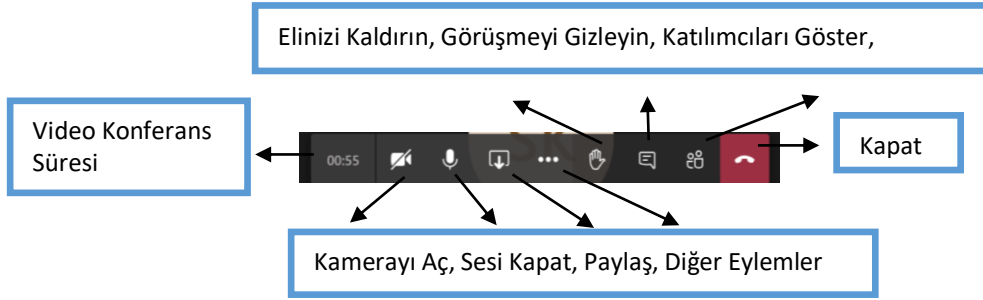 Elinizi Kaldırın, Görüşmeyi Gizleyin, Katılımcıları Göster,
Video Konferans
Süresi
00:55
SK
Kapat
Kamerayı Aç, Sesi Kapat, Paylaş, Diğer Eylemler